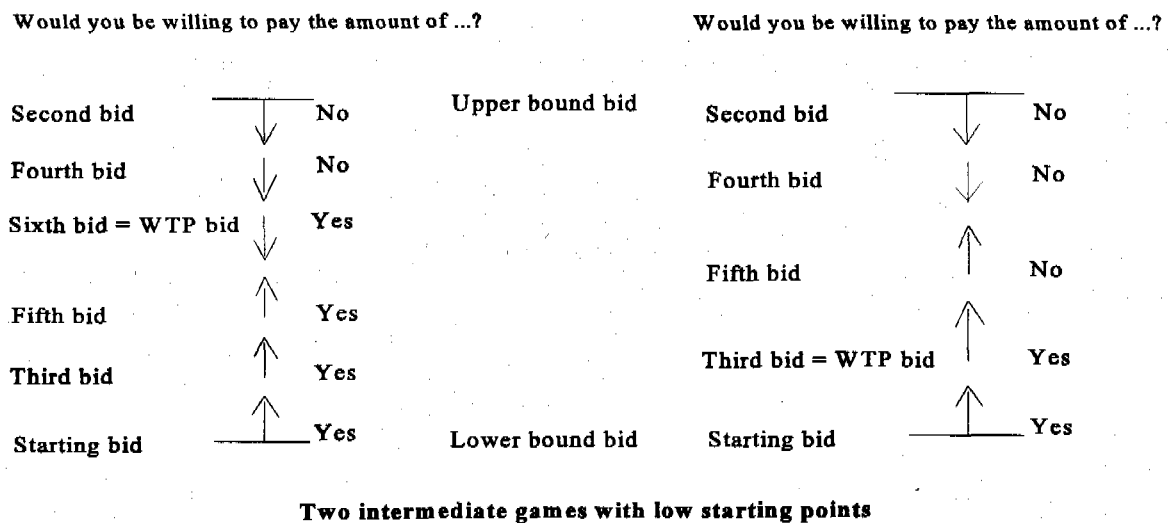 Would you be willing to pay the amount of ...?
Second bid No
Fourth bid No
Sixth bid = WTP bid Yes
Fifth bid Yes
Third bid Yes
Starting bid Yes
Upper bound bid
Lower bound bid
Would you be willing to pay the amount of ...?
Second bid No
Fourth bid No
Fifth bid No
Third bid = WTP bid Yes
Starting bid Yes
Two intermediate games with low starting points